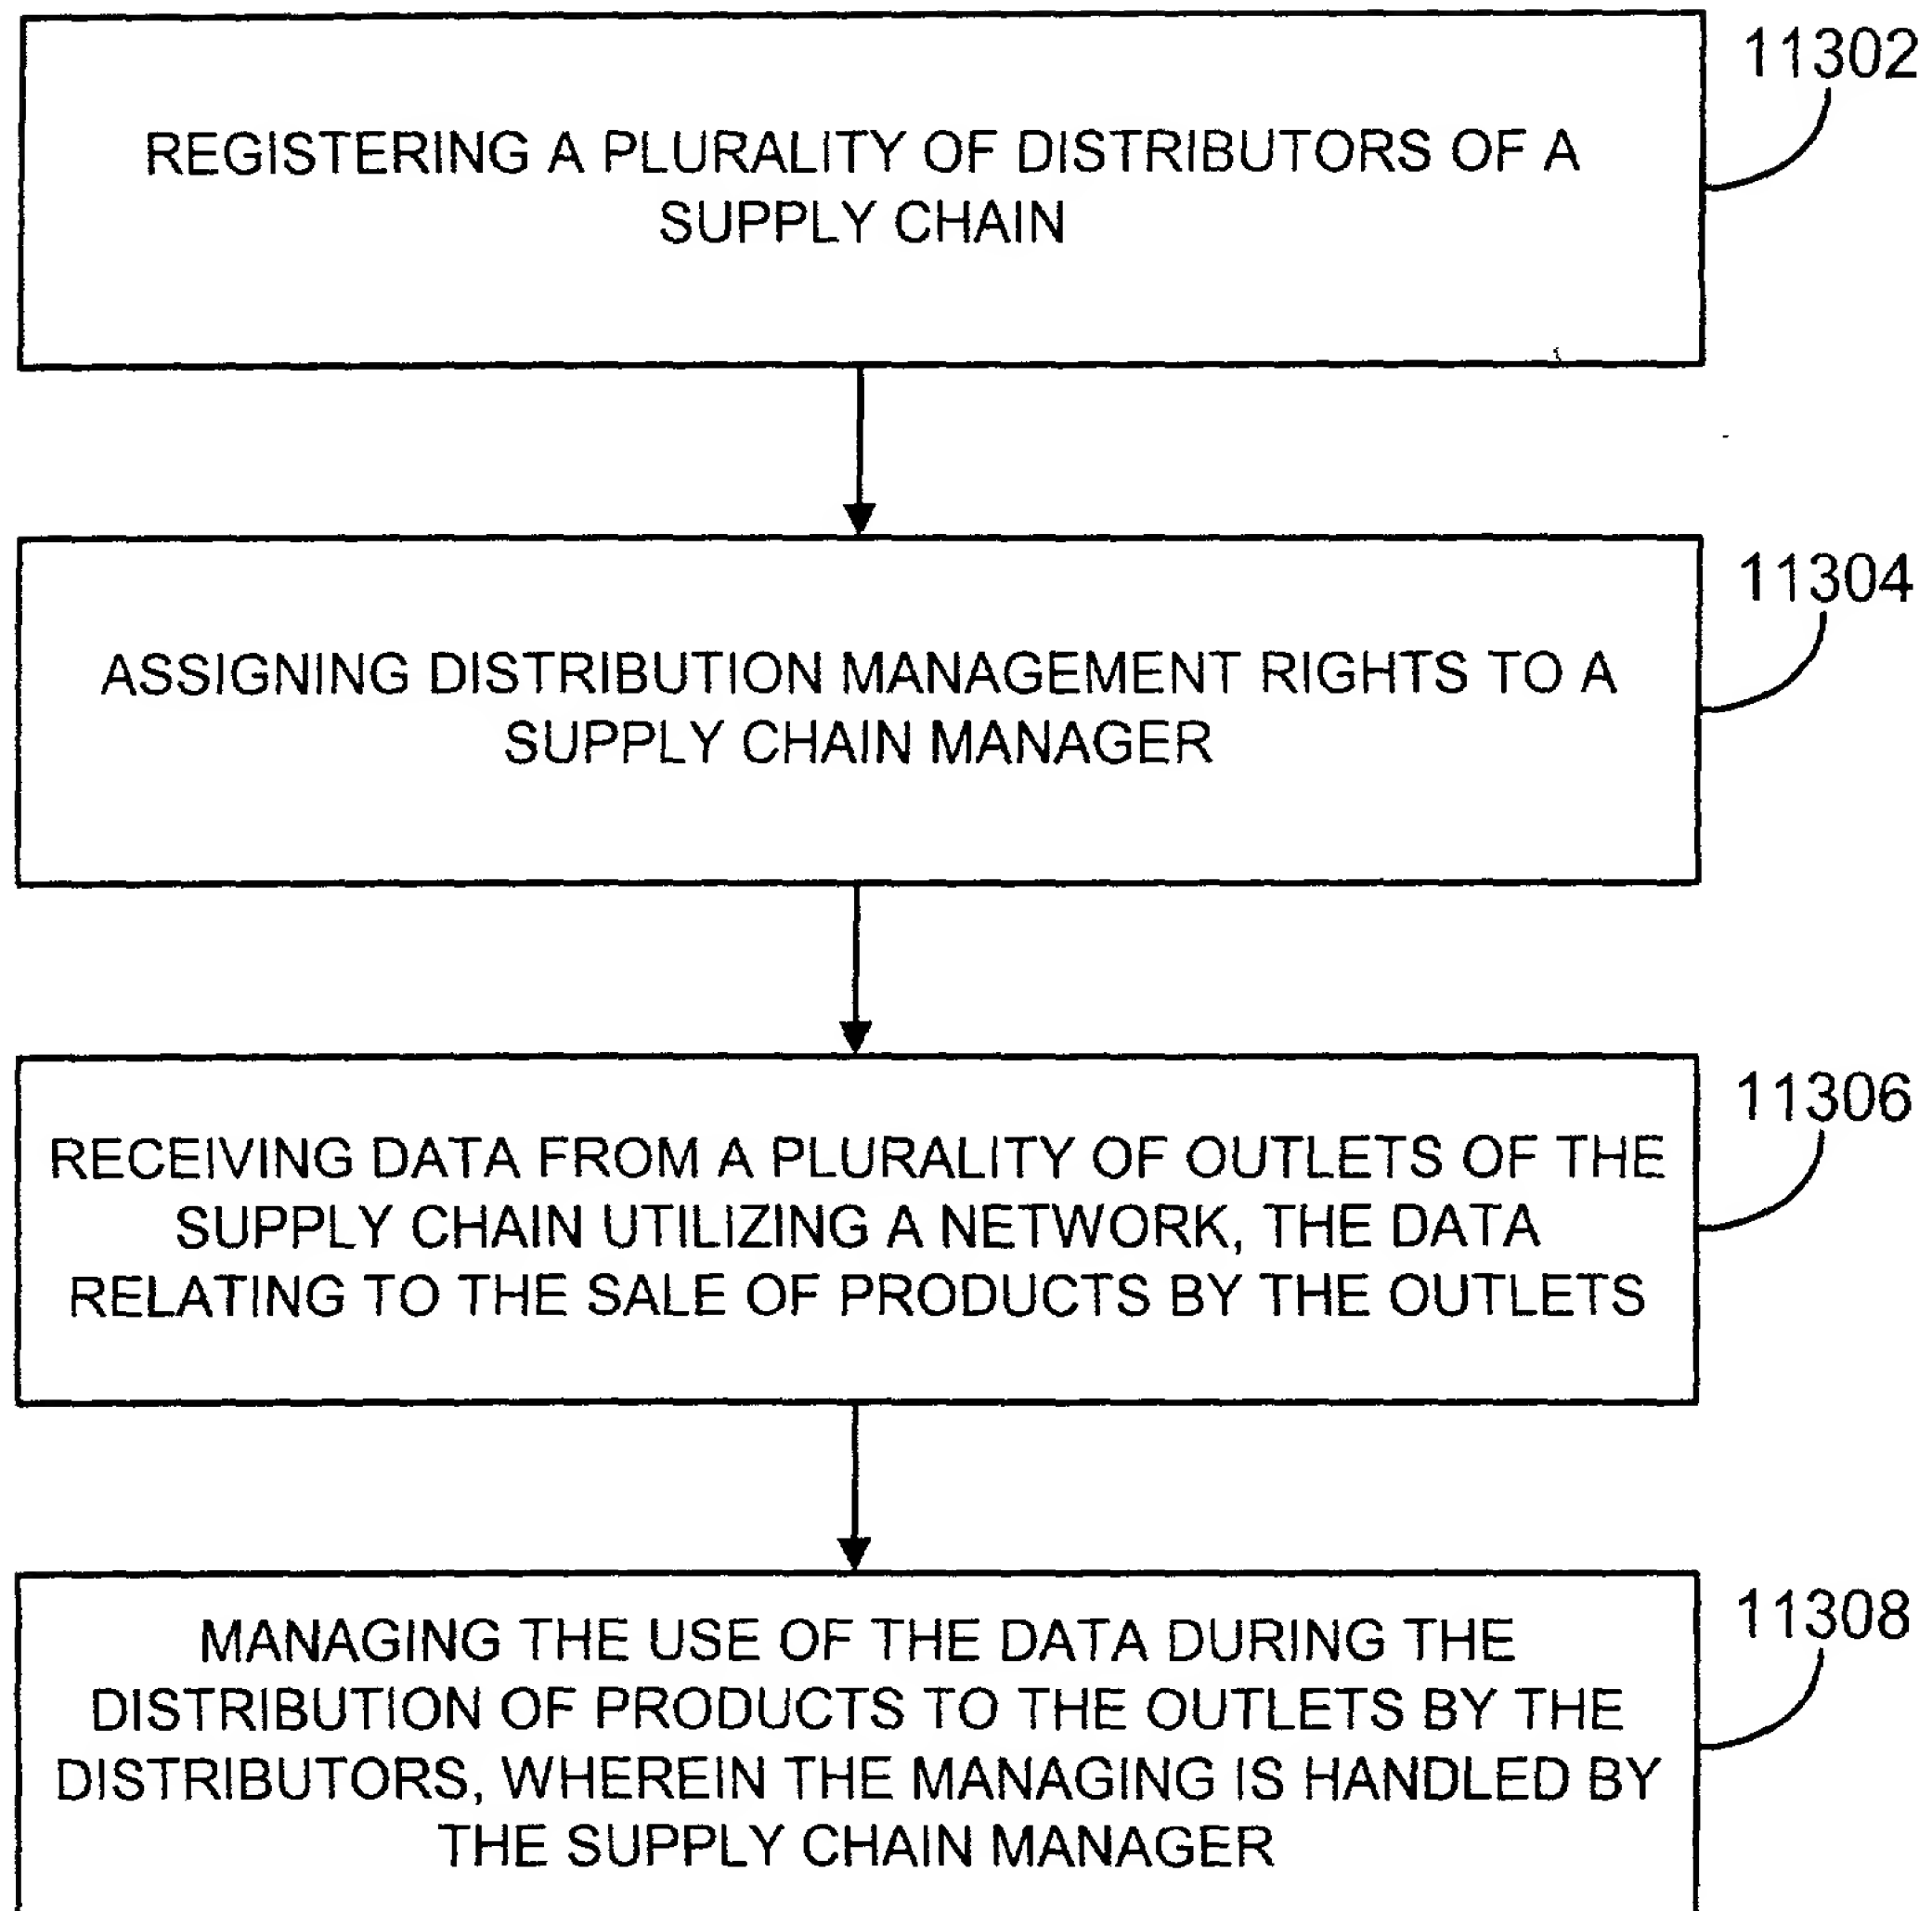 11302
REGISTERING A PLURALITY OF DISTRIBUTORS OF A
SUPPLY CHAIN
11304
ASSIGNING DISTRIBUTION MANAGEMENT RIGHTS TO A
SUPPLY CHAIN MANAGER
11306
RECEIVING DATA FROM A PLURALITY OF OUTLETS OF THE
SUPPLY CHAIN UTILIZING A NETWORK, THE DATA
RELATING TO THE SALE OF PRODUCTS BY THE OUTLETS
11308
MANAGING THE USE OF THE DATA DURING THE
DISTRIBUTION OF PRODUCTS TO THE OUTLETS BY THE
DISTRIBUTORS, WHEREIN THE MANAGING IS HANDLED BY
THE SUPPLY CHAIN MANAGER